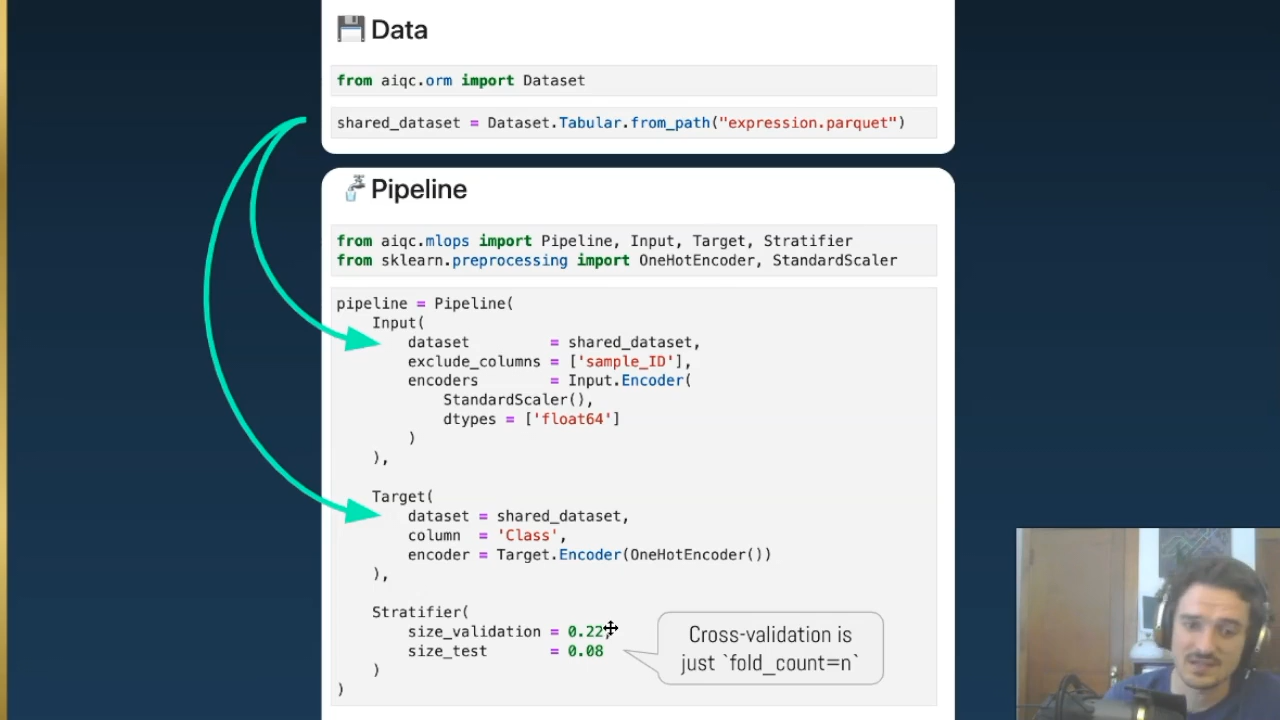 Data
from aiqc.orm import Dataset
shared_dataset = Dataset.Tabular.from_path("expression.parquet")
Pipeline
from aiqc.mlops import Pipeline, Input, Target, Stratifier
from sklearn.preprocessing import OneHotEncoder, StandardScaler
pipeline = Pipeline(
    Input(
        dataset         = shared_dataset,
        exclude_columns = ['sample_ID'],
        encoders        = Input.Encoder(
            StandardScaler(),
            dtypes = ['float64']
        )
    ),
    Target(
        dataset = shared_dataset,
        column  = 'Class',
        encoder = Target.Encoder(OneHotEncoder())
    ),
    Stratifier(
        size_validation = 0.22,
        size_test       = 0.08
    )
)
Cross-validation is
just `fold_count=n`